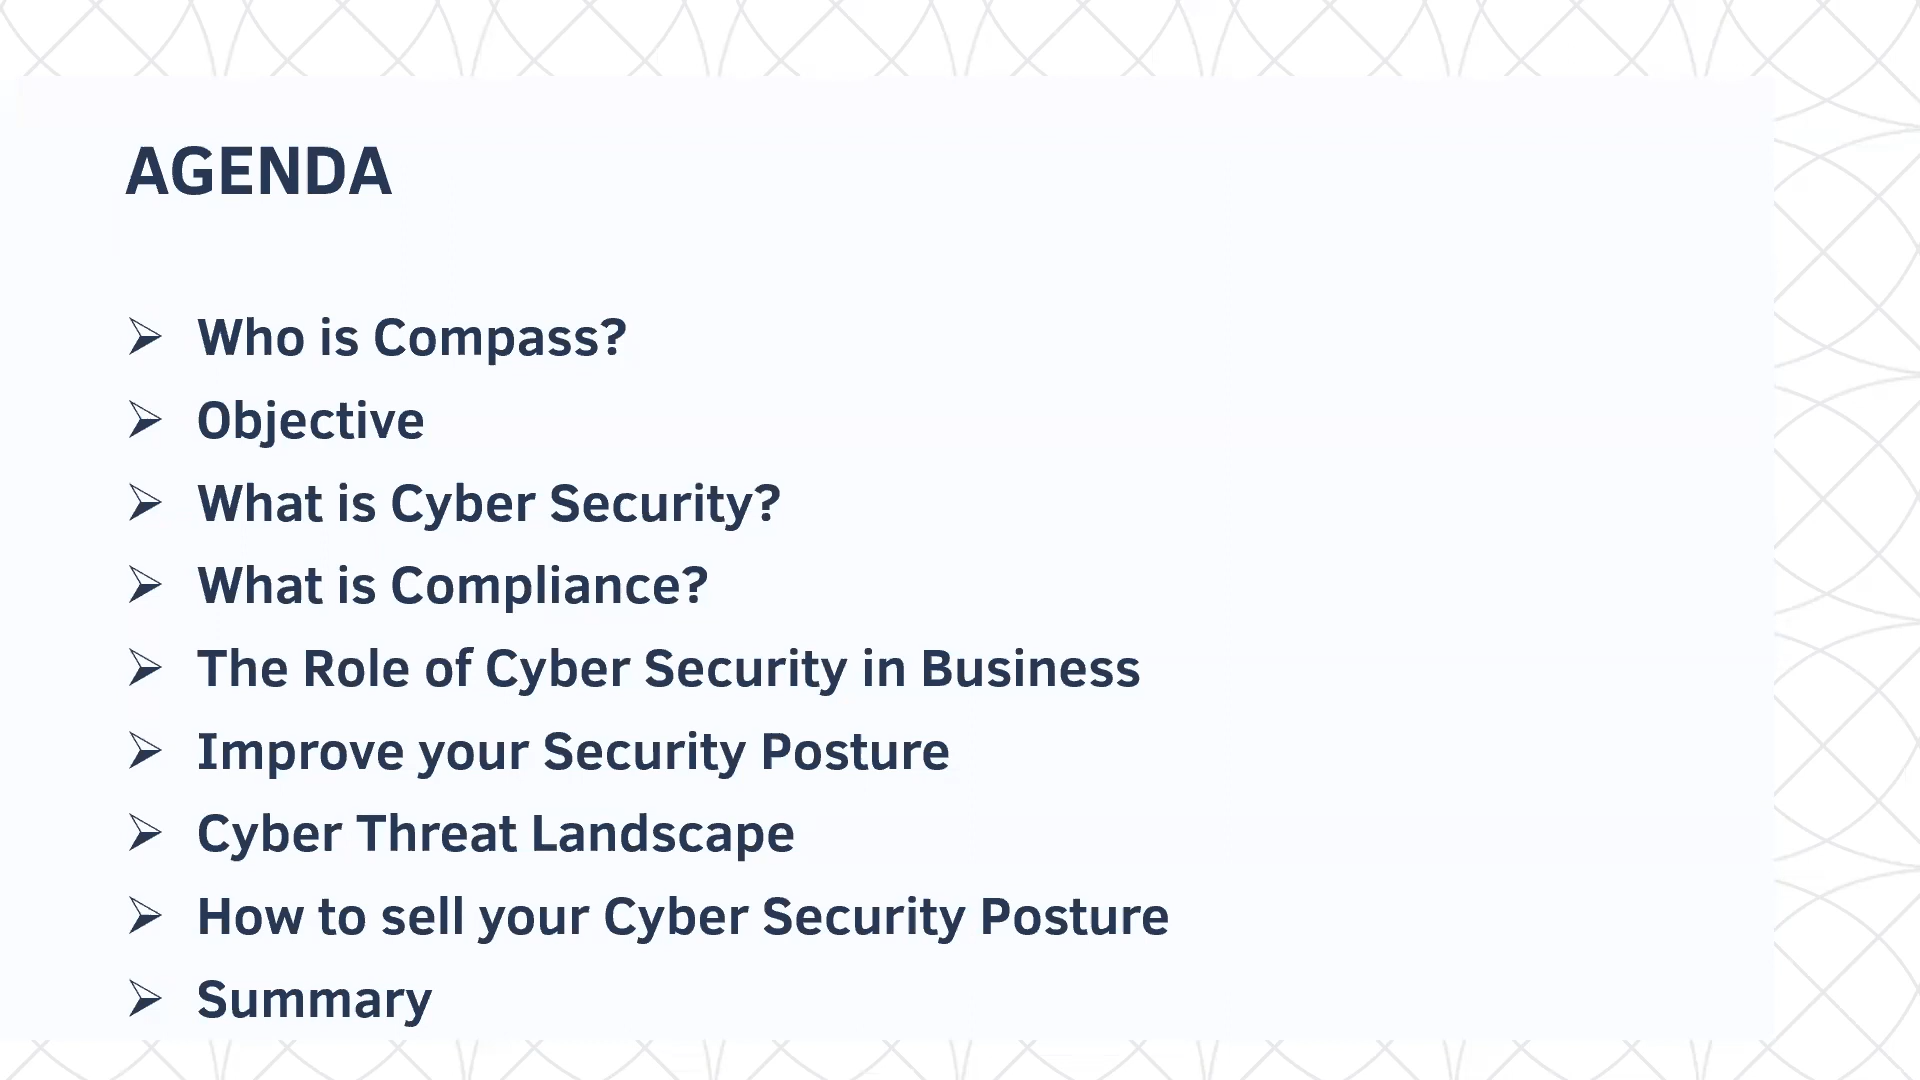 AGENDA
➢ Who is Compass?
➢ Objective
➢ What is Cyber Security?
➢ What is Compliance?
➢ The Role of Cyber Security in Business
➢ Improve your Security Posture
➢ Cyber Threat Landscape
➢ How to sell your Cyber Security Posture
➢ Summary